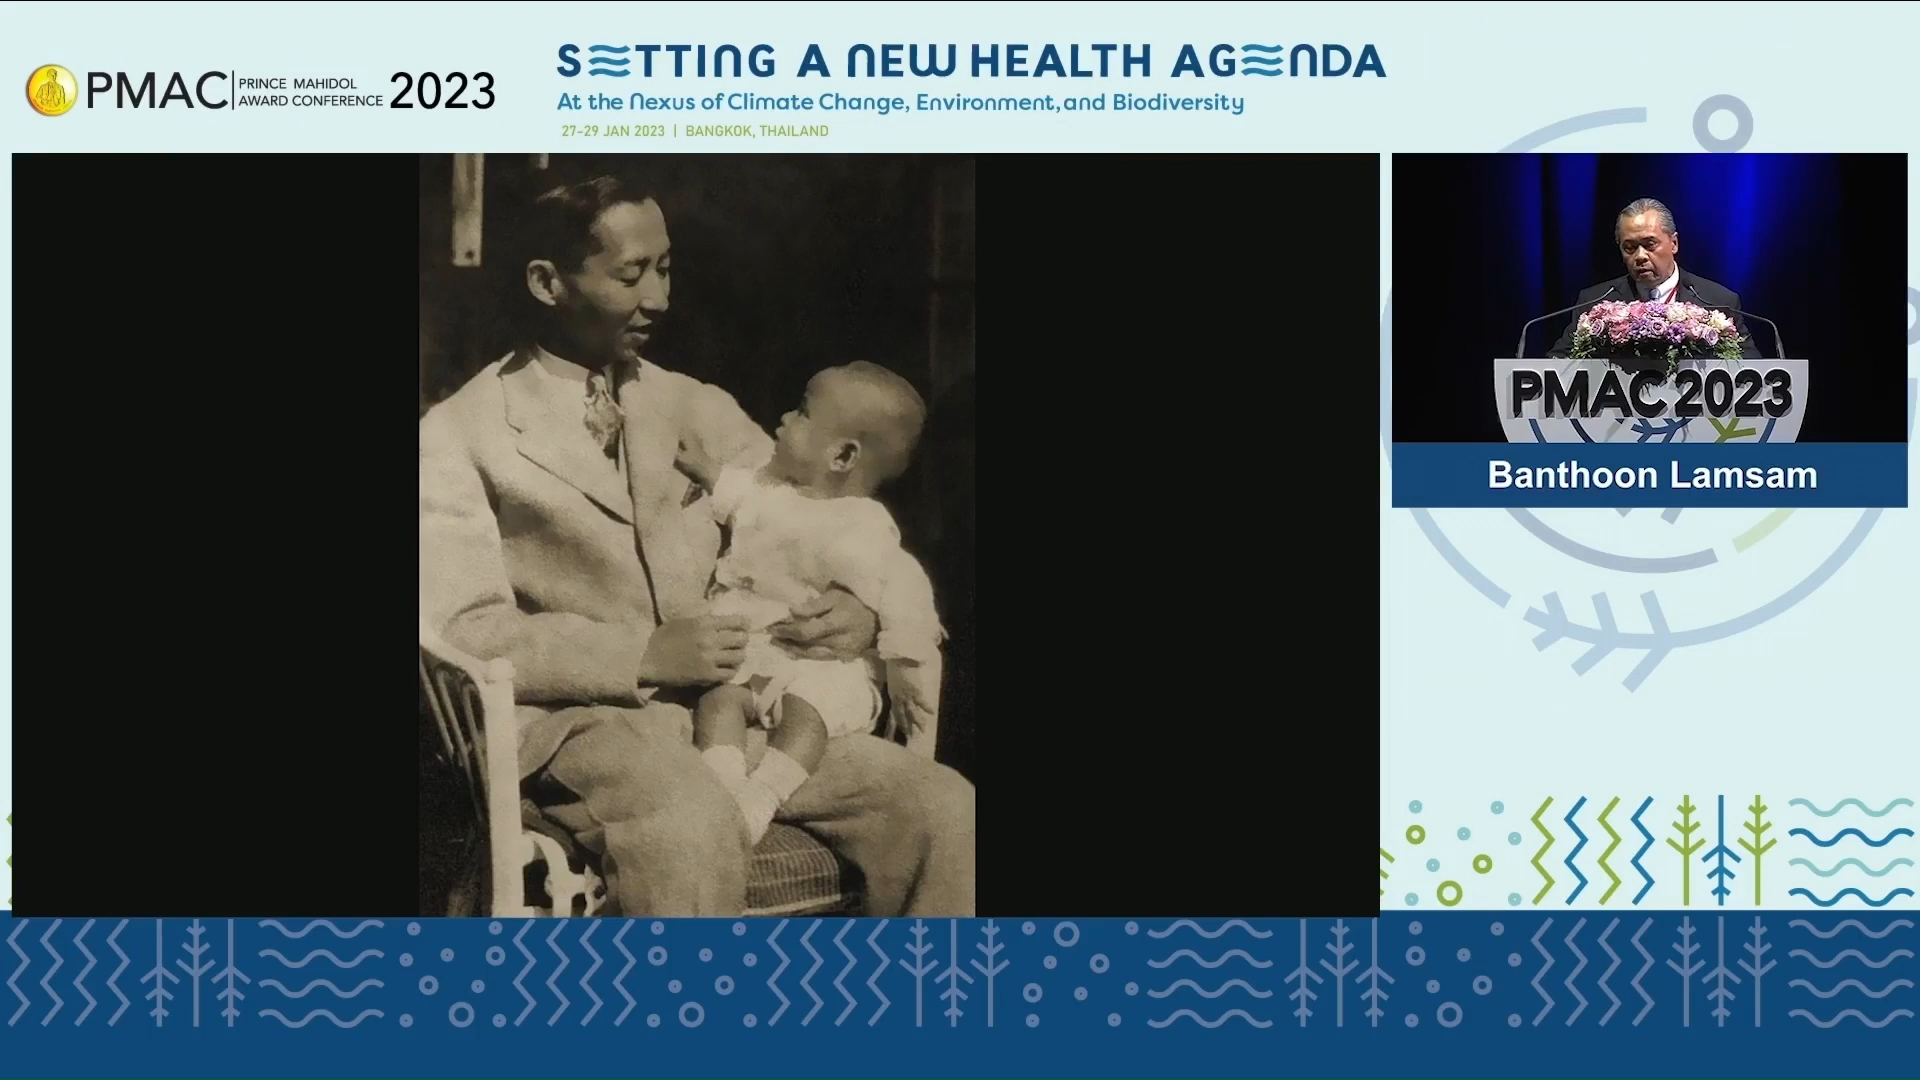 PMAC
PRINCE MAHIDOL
AWARD CONFERENCE
2023
SETTING A NEW HEALTH AGENDA
At the Nexus of Climate Change, Environment, and Biodiversity
27-29 JAN 2023 | BANGKOK, THAILAND
PMAC 2023
Banthoon Lamsam